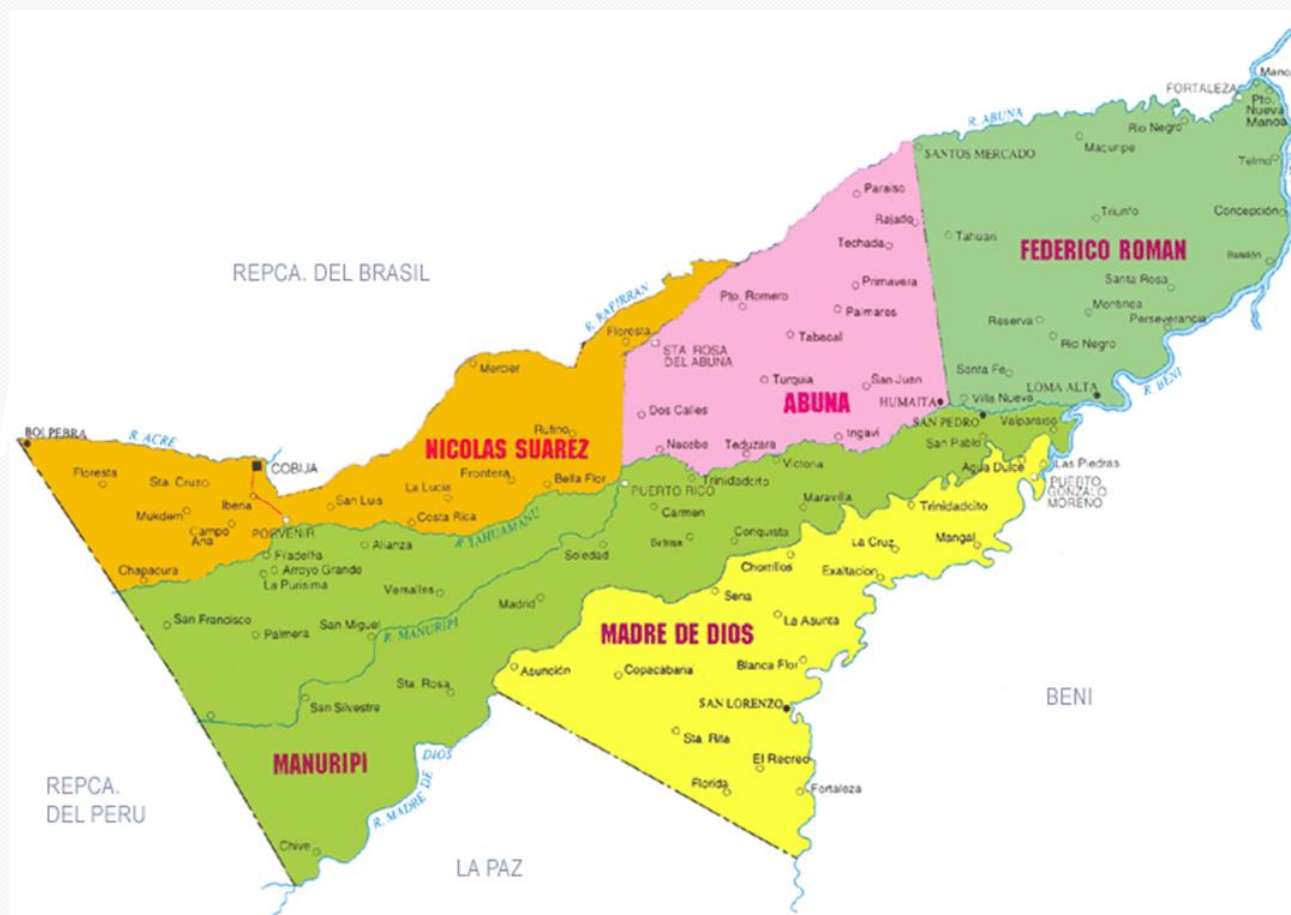 Manoa
FORTALEZA
Pto.
Nueva
Manoa
R. ABUNA
Rio Negro
Macuripe
SANTOS MERCADO
Telmo
Paraiso
Triunfo
Concepción
Rajado
Tahuari
Techada
FEDERICO ROMAN
REPCA. DEL BRASIL
Santa Rosa
Primavera
Pto. Romero
R. RAPIRRAN
Palmares
Montinea
Reserva
Perseverancia
Floresta
Tabacal
Rio Negro
STA. ROSA
DEL ABUNA
Mercier
Santa Fe
Turquia
San Juan
LOMA ALTA
R. BENI
ABUNA
HUMAITA
Villa Nueva
Dos Calles
SAN PEDRO
Valparaiso
BOLPEBRA
R. ACRE
Rutino
Ingavi
San Pablo
NICOLAS SUAREZ
Nacebe
Teduzara
COBIJA
Victoria
Agua Dulce
Las Piedras
Floresta
Sta. Cruz
Frontera
Bella Flor
Trinidadcito
PUERTO RICO
PUERTO
GONZALO
MORENO
La Lucia
Maravilla
Ibena
San Luis
Trinidadcito
Mukdem
Costa Rica
Carmen
Campo
Ana
PORVENIR
R. TAHUAMANU
Conquista
Mangal
Alianza
La Cruz
Fradelha
Soledad
Chorrillos
Arroyo Grande
Exaltacion
Chapacura
La Purisima
Versalles
Sena
Madrid
San Francisco
La Asunta
San Miguel
R. MANURIPI
Palmera
MADRE DE DIOS
Asunción
Copacabana
Blanca Flor
Sta. Rosa
BENI
San Silvestre
SAN LORENZO
Sta. Rita
DIOS
El Recreo
MANURIPI
REPCA.
DEL PERU
Florida
Fortaleza
R. MADRE DE
Chive
LA PAZ